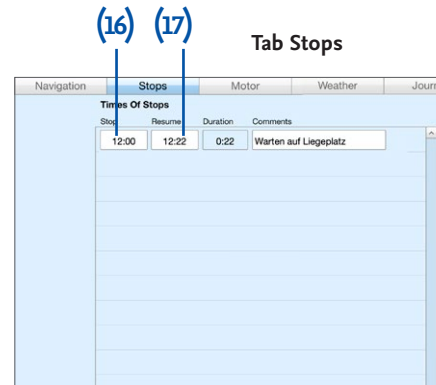 (16) (17)
Tab Stops
Navigation Stops Motor Weather Journ
Times Of Stops
Stop Resume Duration Comments
12:00 12:22 0:22 Warten auf Liegeplatz